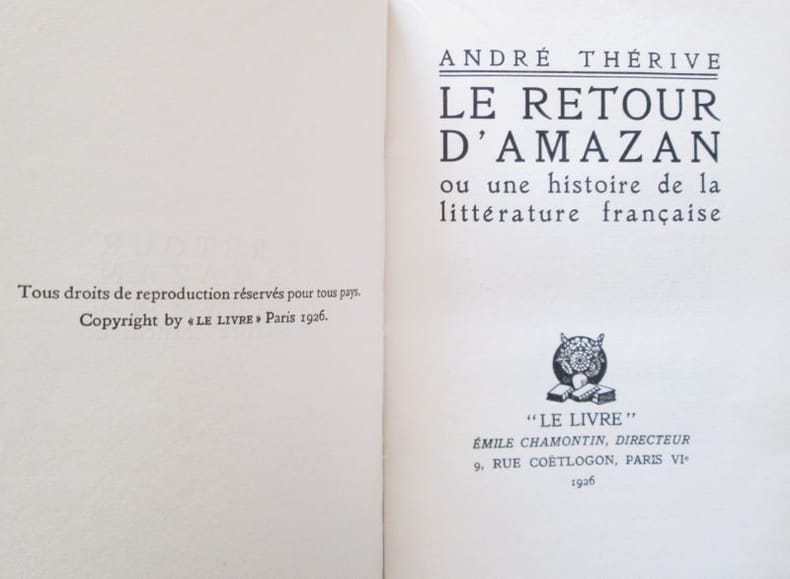 Tous droits de reproduction réservés pour tous pays.
Copyright by «LE LIVRE» Paris 1926.
ANDRÉ THÉRIVE
LE RETOUR
D'AMAZAN
ou une histoire de la
littérature française
"LE LIVRE"
ÉMILE CHAMONTIN, DIRECTEUR
9, RUE COËTLOGON, PARIS VIe
1926